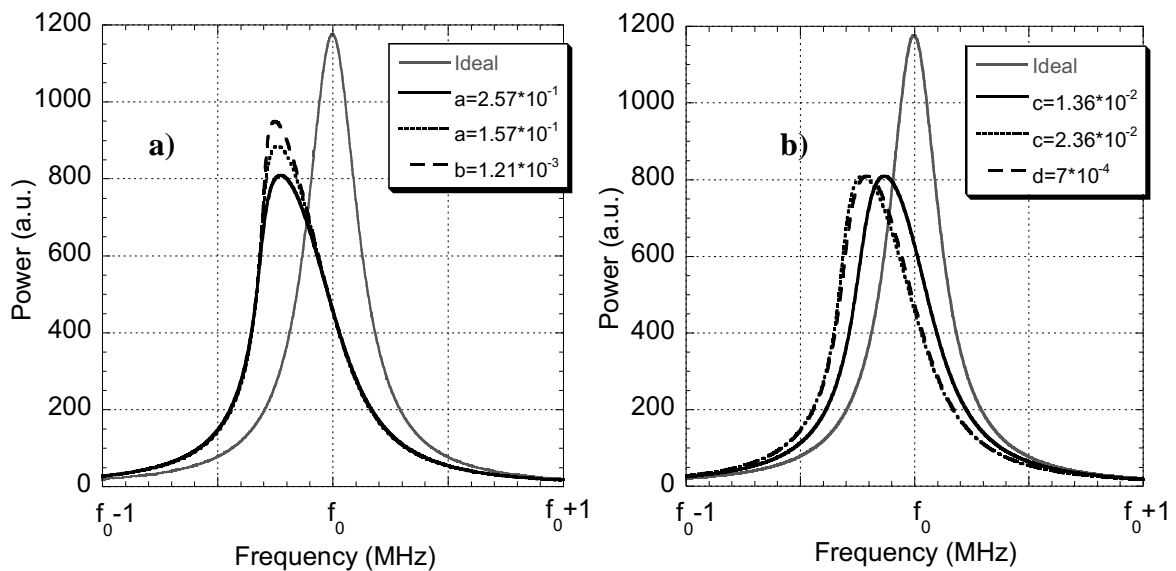 1200
1000
800
600
400
200
0
Power (a.u.)
a)
Ideal
a=2.57*10⁻¹
a=1.57*10⁻¹
b=1.21*10⁻³
f₀-1
f₀
f₀+1
Frequency (MHz)
1200
1000
800
600
400
200
0
Power (a.u.)
b)
Ideal
c=1.36*10⁻²
c=2.36*10⁻²
d=7*10⁻⁴
f₀-1
f₀
f₀+1
Frequency (MHz)